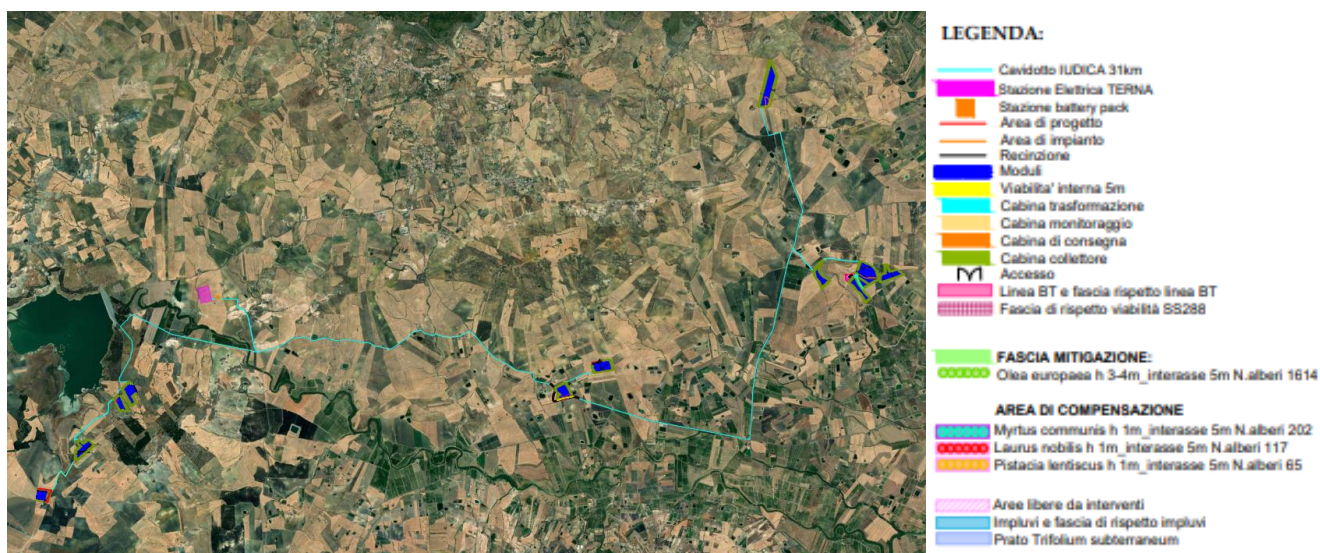 LEGENDA:
Cavidotto IUDICA 31km
Stazione Elettrica TERNA
Stazione battery pack
Area di progetto
Area di impianto
Recinzione
Moduli
Viabilita' interna 5m
Cabina trasformazione
Cabina monitoraggio
Cabina di consegna
Cabina collettore
Accesso
Linea BT e fascia rispetto linea BT
Fascia di rispetto viabilità SS288
FASCIA MITIGAZIONE:
Olea europaea h 3-4m_interasse 5m N.alberi 1614
AREA DI COMPENSAZIONE
Myrtus communis h 1m_interasse 5m N.alberi 202
Laurus nobilis h 1m_interasse 5m N.alberi 117
Pistacia lentiscus h 1m_interasse 5m N.alberi 65
Aree libere da interventi
Impluvi e fascia di rispetto impluvi
Prato Trifolium subterraneum